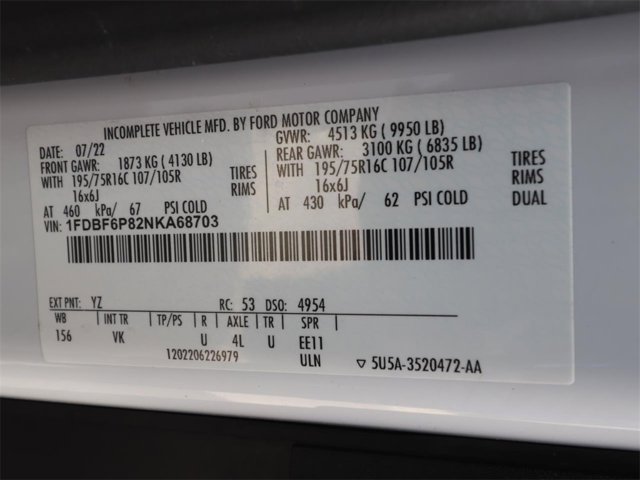 INCOMPLETE VEHICLE MFD. BY FORD MOTOR COMPANY
DATE: 07/22 GVWR: 4513 KG ( 9950 LB)
FRONT GAWR: 1873 KG ( 4130 LB) REAR GAWR: 3100 KG ( 6835 LB)
WITH 195/75R16C 107/105R TIRES WITH 195/75R16C 107/105R TIRES
16x6J RIMS 16x6J RIMS
AT 460 kPa/ 67 PSI COLD AT 430 kPa/ 62 PSI COLD DUAL
VIN: 1FDBF6P82NKA68703
EXT PNT: YZ RC: 53 DSO: 4954
WB INT TR TP/PS R AXLE TR SPR
156 VK U 4L U EE11
1202206226979 ULN ▽ 5U5A-3520472-AA